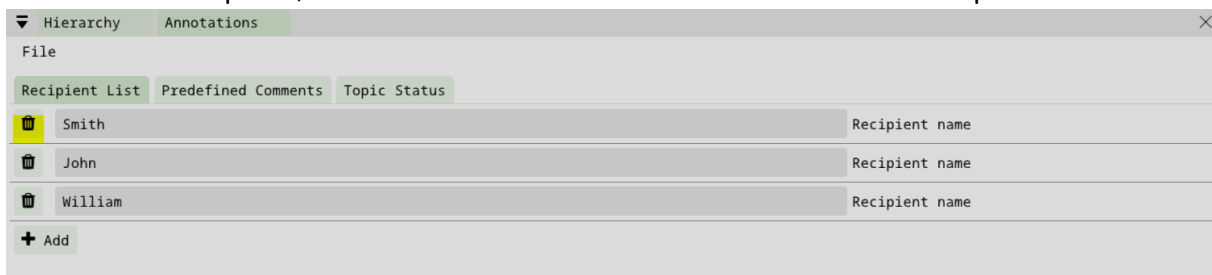 Hierarchy Annotations
File
Recipient List Predefined Comments Topic Status
Smith Recipient name
John Recipient name
William Recipient name
Add